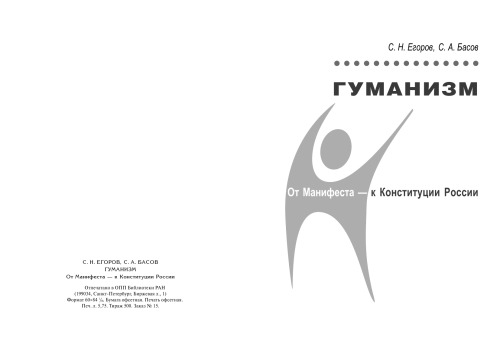 С. Н. Егоров, С. А. Басов
ГУМАНИЗМ
От Манифеста — к Конституции России
С. Н. ЕГОРОВ, С. А. БАСОВ
ГУМАНИЗМ
От Манифеста — к Конституции России
Отпечатано в ОПП Библиотеки РАН
(199034, Санкт-Петербург, Биржевая л., 1)
Формат 60×84 ¹/₁₆. Бумага офсетная. Печать офсетная.
Печ. л. 5,75. Тираж 500. Заказ № 15.